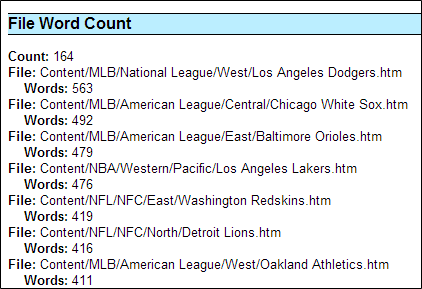 File Word Count
Count: 164
File: Content/MLB/National League/West/Los Angeles Dodgers.htm
Words: 563
File: Content/MLB/American League/Central/Chicago White Sox.htm
Words: 492
File: Content/MLB/American League/East/Baltimore Orioles.htm
Words: 479
File: Content/NBA/Western/Pacific/Los Angeles Lakers.htm
Words: 476
File: Content/NFL/NFC/East/Washington Redskins.htm
Words: 419
File: Content/NFL/NFC/North/Detroit Lions.htm
Words: 416
File: Content/MLB/American League/West/Oakland Athletics.htm
Words: 411